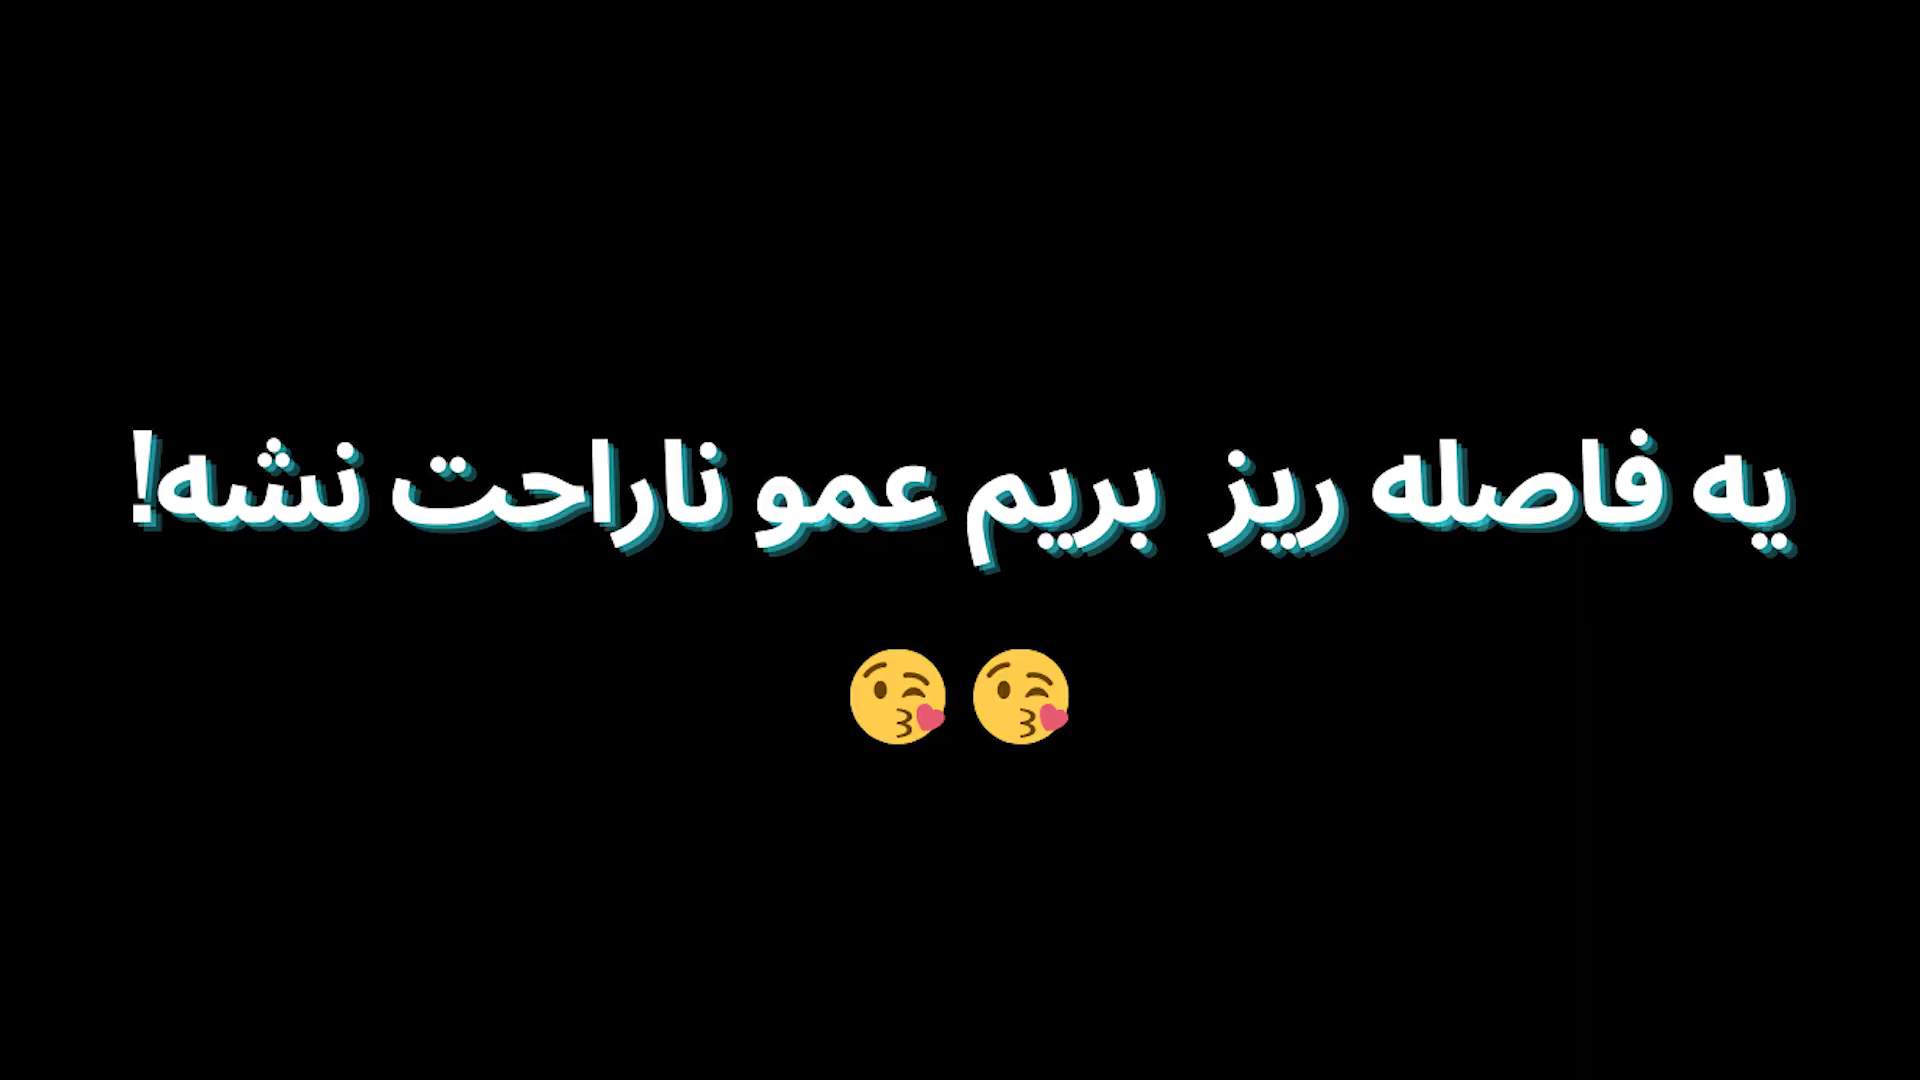 یه فاصله ریز  بریم عمو ناراحت نشه!
😘😘